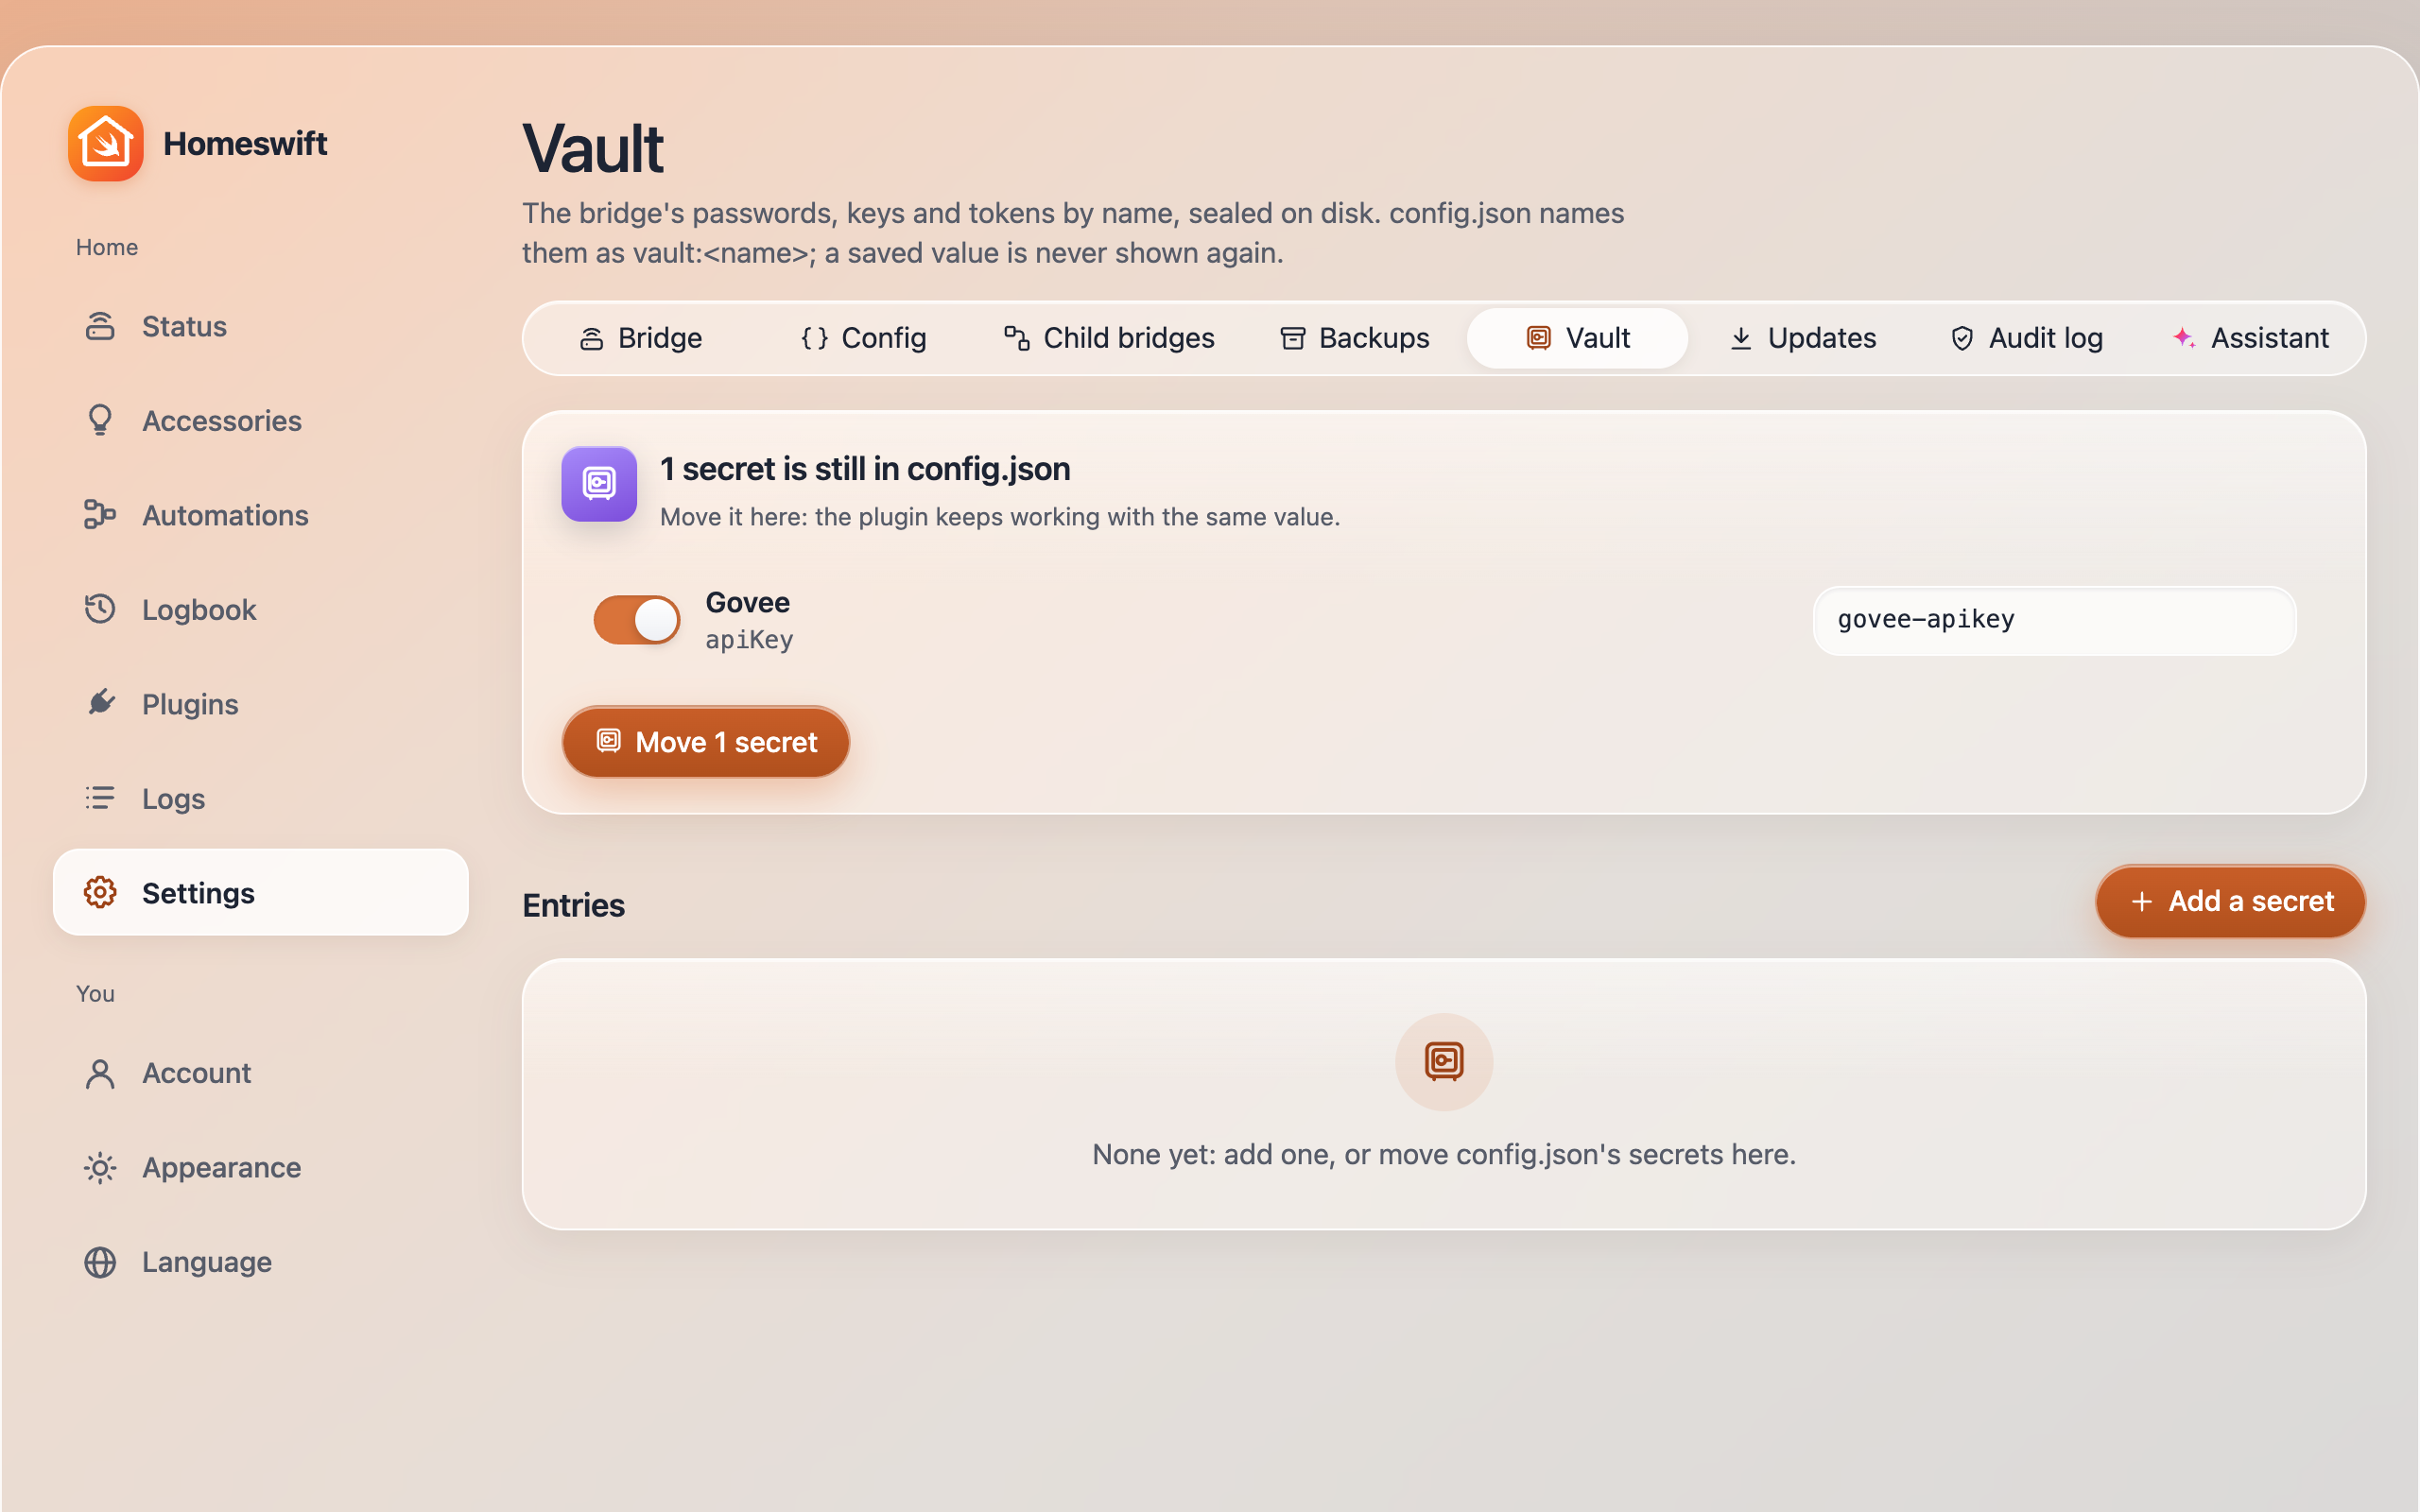 Homeswift
Home
Status
Accessories
Automations
Logbook
Plugins
Logs
Settings
You
Account
Appearance
Language
Vault
The bridge's passwords, keys and tokens by name, sealed on disk. config.json names
them as vault:<name>; a saved value is never shown again.
Bridge
Config
Child bridges
Backups
Vault
Updates
Audit log
Assistant
1 secret is still in config.json
Move it here: the plugin keeps working with the same value.
Govee
apiKey
govee-apikey
Move 1 secret
Entries
Add a secret
None yet: add one, or move config.json's secrets here.